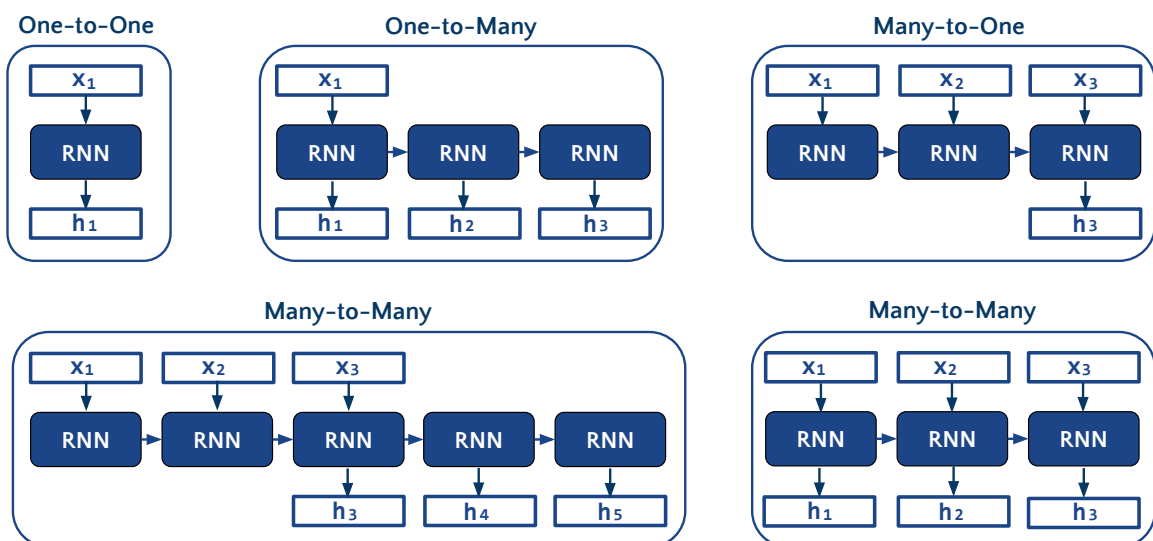 One-to-One One-to-Many Many-to-One
x₁ x₁ x₁ x₂ x₃
RNN RNN RNN RNN RNN RNN RNN
h₁ h₁ h₂ h₃ h₃
Many-to-Many Many-to-Many
x₁ x₂ x₃ x₁ x₂ x₃
RNN RNN RNN RNN RNN RNN RNN RNN
h₃ h₄ h₅ h₁ h₂ h₃